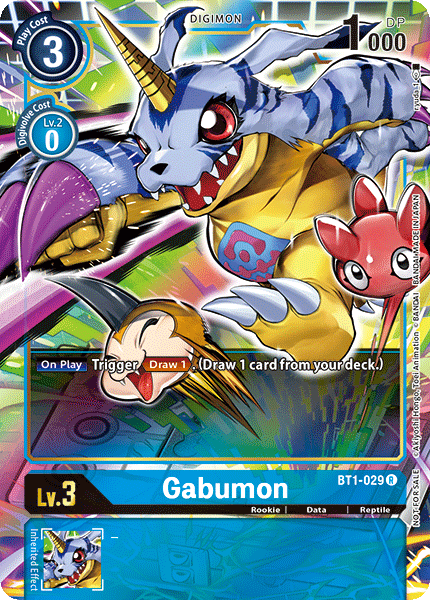 Play Cost
3
DIGIMON
DP
1000
Digivolve Cost
Lv.2
0
On Play Trigger Draw 1. (Draw 1 card from your deck.)
Lv.3
Gabumon
BT1-029 R
Rookie | Data | Reptile
Inherited Effect
–
NOT FOR SALE ©Akiyoshi Hongo, Toei Animation ©BANDAI BANDAI·MADE IN JAPAN